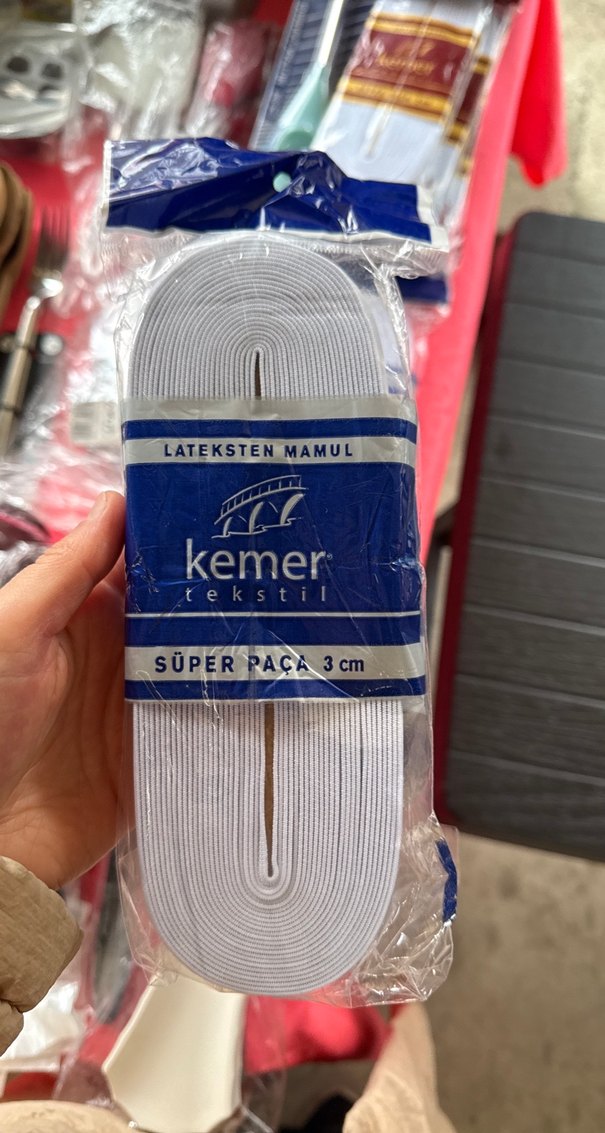 LATEKSTEN MAMUL
kemer
tekstil
SÜPER PAÇA 3 cm